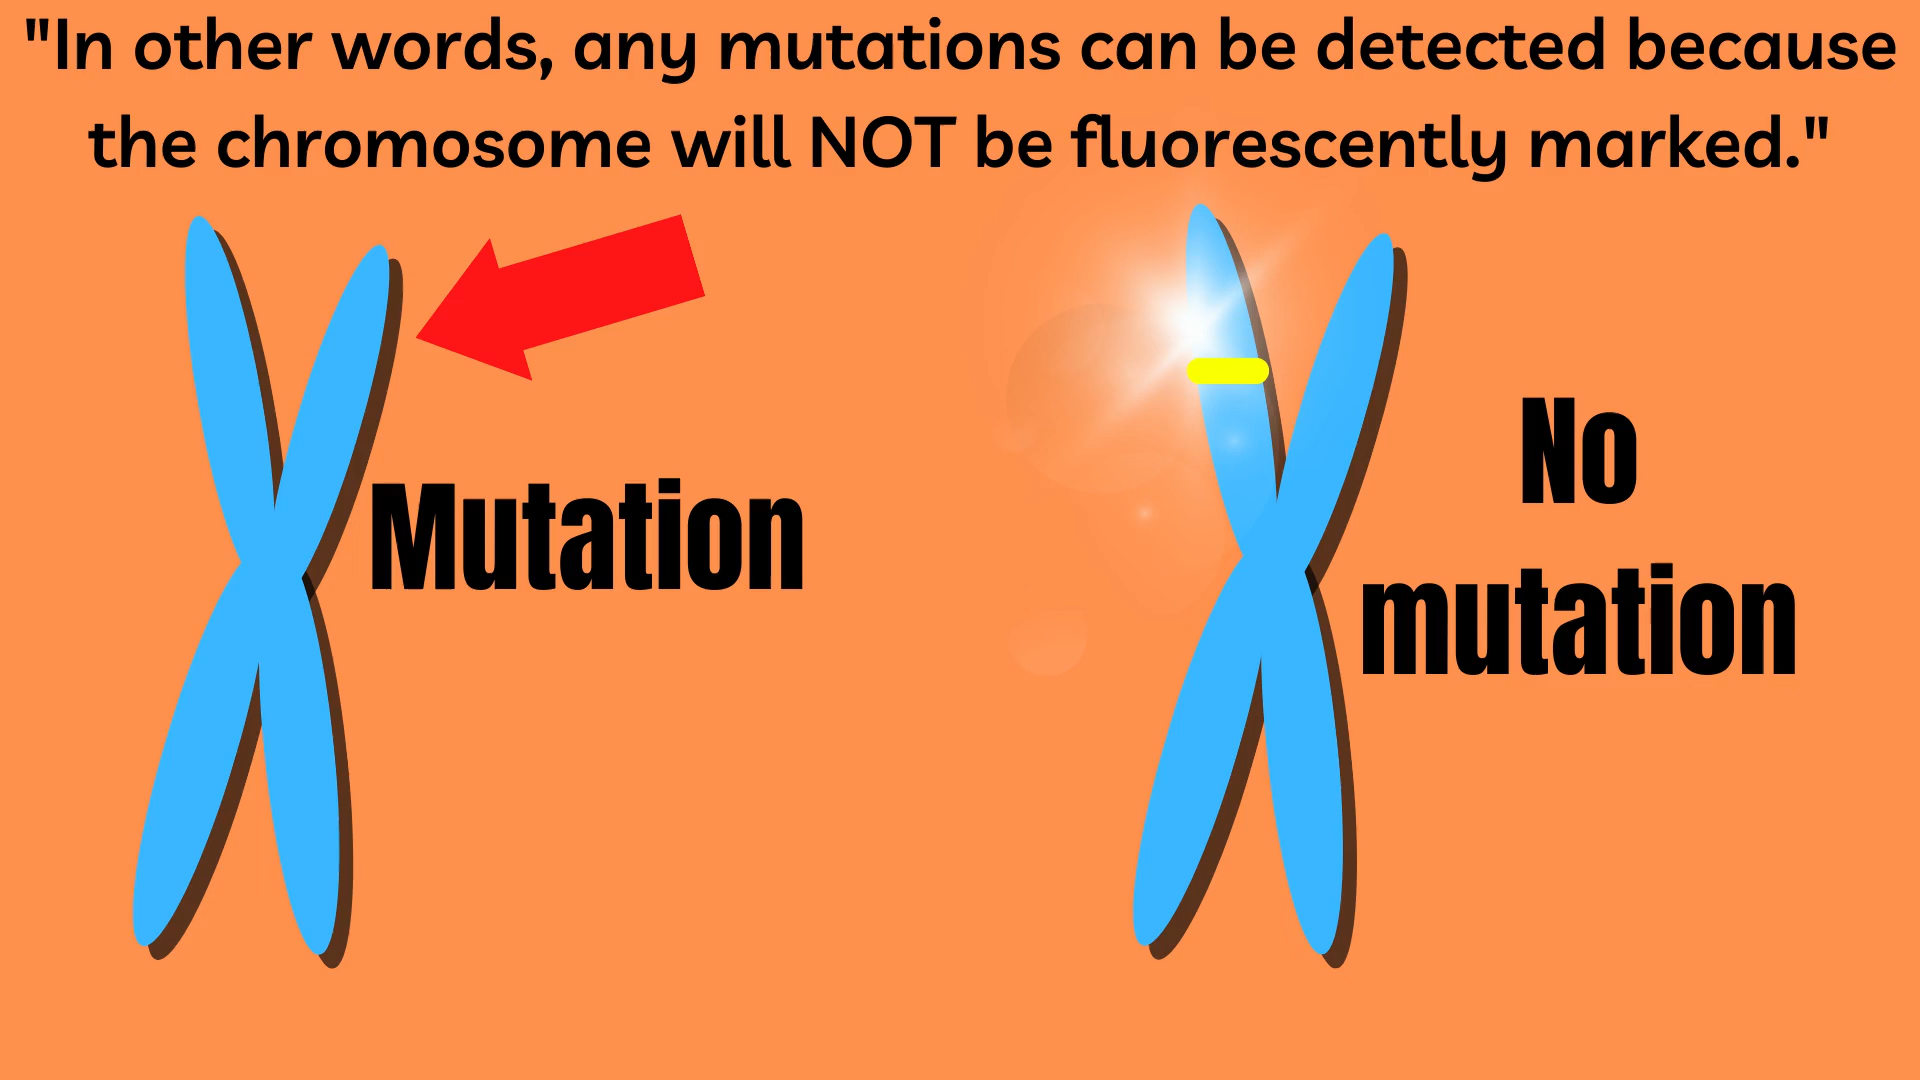 "In other words, any mutations can be detected because
the chromosome will NOT be fluorescently marked."
Mutation
No
mutation